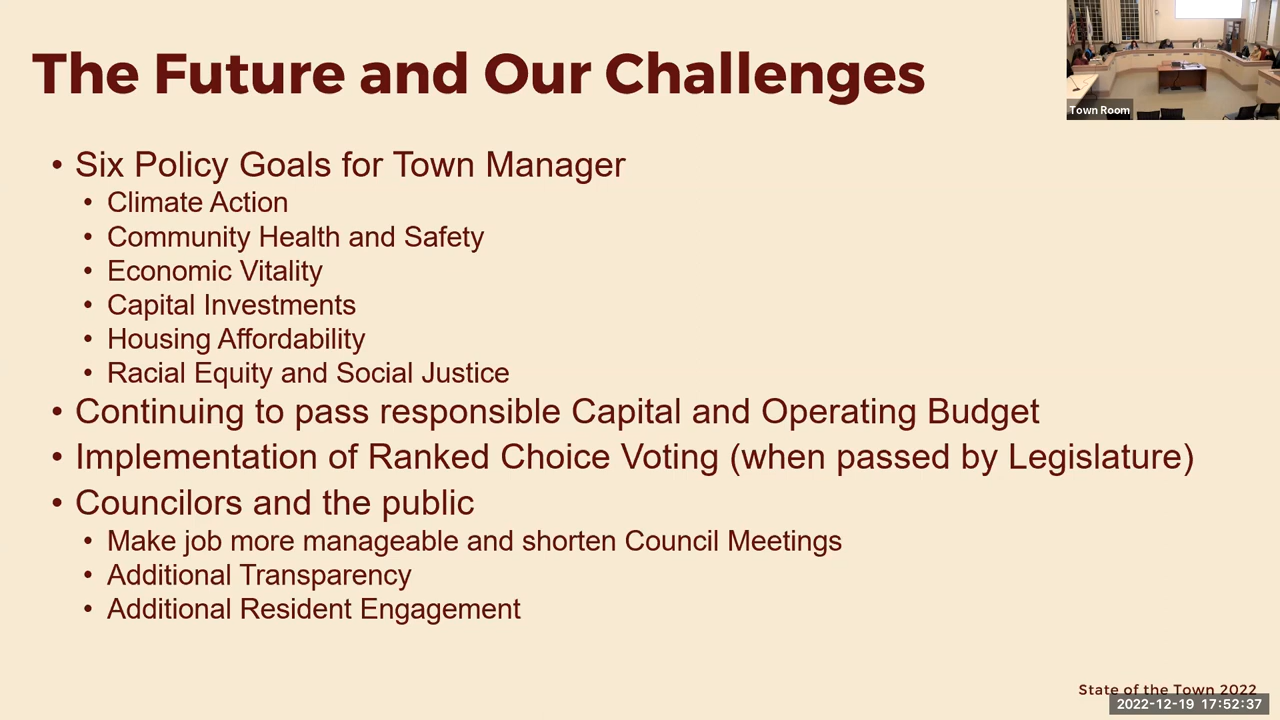 The Future and Our Challenges
Town Room
• Six Policy Goals for Town Manager
• Climate Action
• Community Health and Safety
• Economic Vitality
• Capital Investments
• Housing Affordability
• Racial Equity and Social Justice
• Continuing to pass responsible Capital and Operating Budget
• Implementation of Ranked Choice Voting (when passed by Legislature)
• Councilors and the public
• Make job more manageable and shorten Council Meetings
• Additional Transparency
• Additional Resident Engagement
State of the Town 2022
2022-12-19 17:52:37